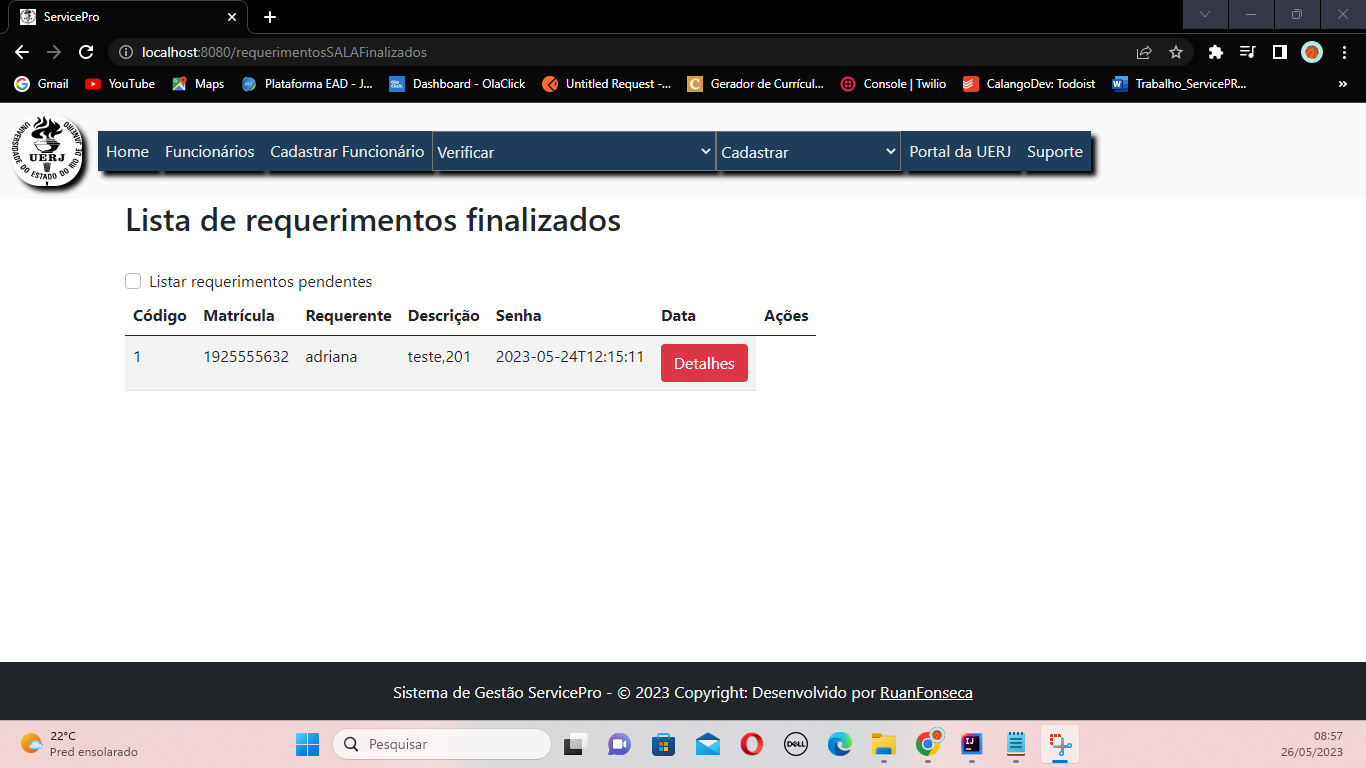 ServicePro
localhost:8080/requerimentosSALAFinalizados
Gmail YouTube Maps Plataforma EAD - J... Dashboard - OlaClick Untitled Request -... Gerador de Currícul... Console | Twilio CalangoDev: Todoist Trabalho_ServicePR... »
UNIVERSIDADE DO ESTADO DO RIO DE JANEIRO
UERJ
Home Funcionários Cadastrar Funcionário Verificar Cadastrar Portal da UERJ Suporte
Lista de requerimentos finalizados
Listar requerimentos pendentes
Código Matrícula Requerente Descrição Senha Data Ações
1 1925555632 adriana teste,201 2023-05-24T12:15:11 Detalhes
Sistema de Gestão ServicePro - © 2023 Copyright: Desenvolvido por RuanFonseca
22°C
Pred ensolarado
Pesquisar
DELL
08:57
26/05/2023